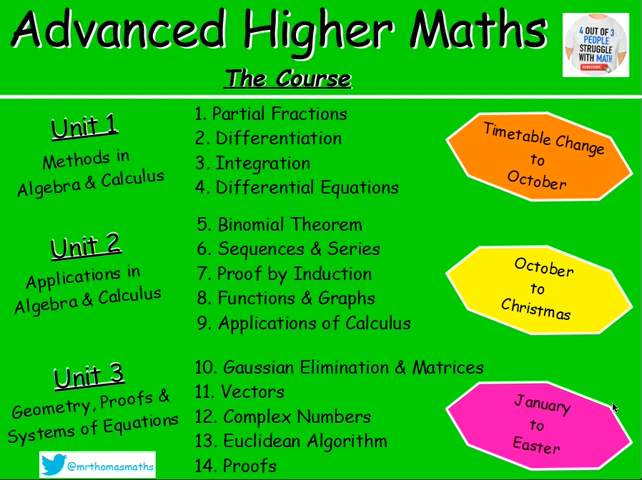 Advanced Higher Maths
4 OUT OF 3
PEOPLE
STRUGGLE
WITH MATH
The Course
Unit 1
Methods in
Algebra & Calculus
1. Partial Fractions
2. Differentiation
3. Integration
4. Differential Equations
Timetable Change
to
October
Unit 2
Applications in
Algebra & Calculus
5. Binomial Theorem
6. Sequences & Series
7. Proof by Induction
8. Functions & Graphs
9. Applications of Calculus
October
to
Christmas
Unit 3
Geometry, Proofs &
Systems of Equations
10. Gaussian Elimination & Matrices
11. Vectors
12. Complex Numbers
13. Euclidean Algorithm
14. Proofs
January
to
Easter
@mrthomasmaths